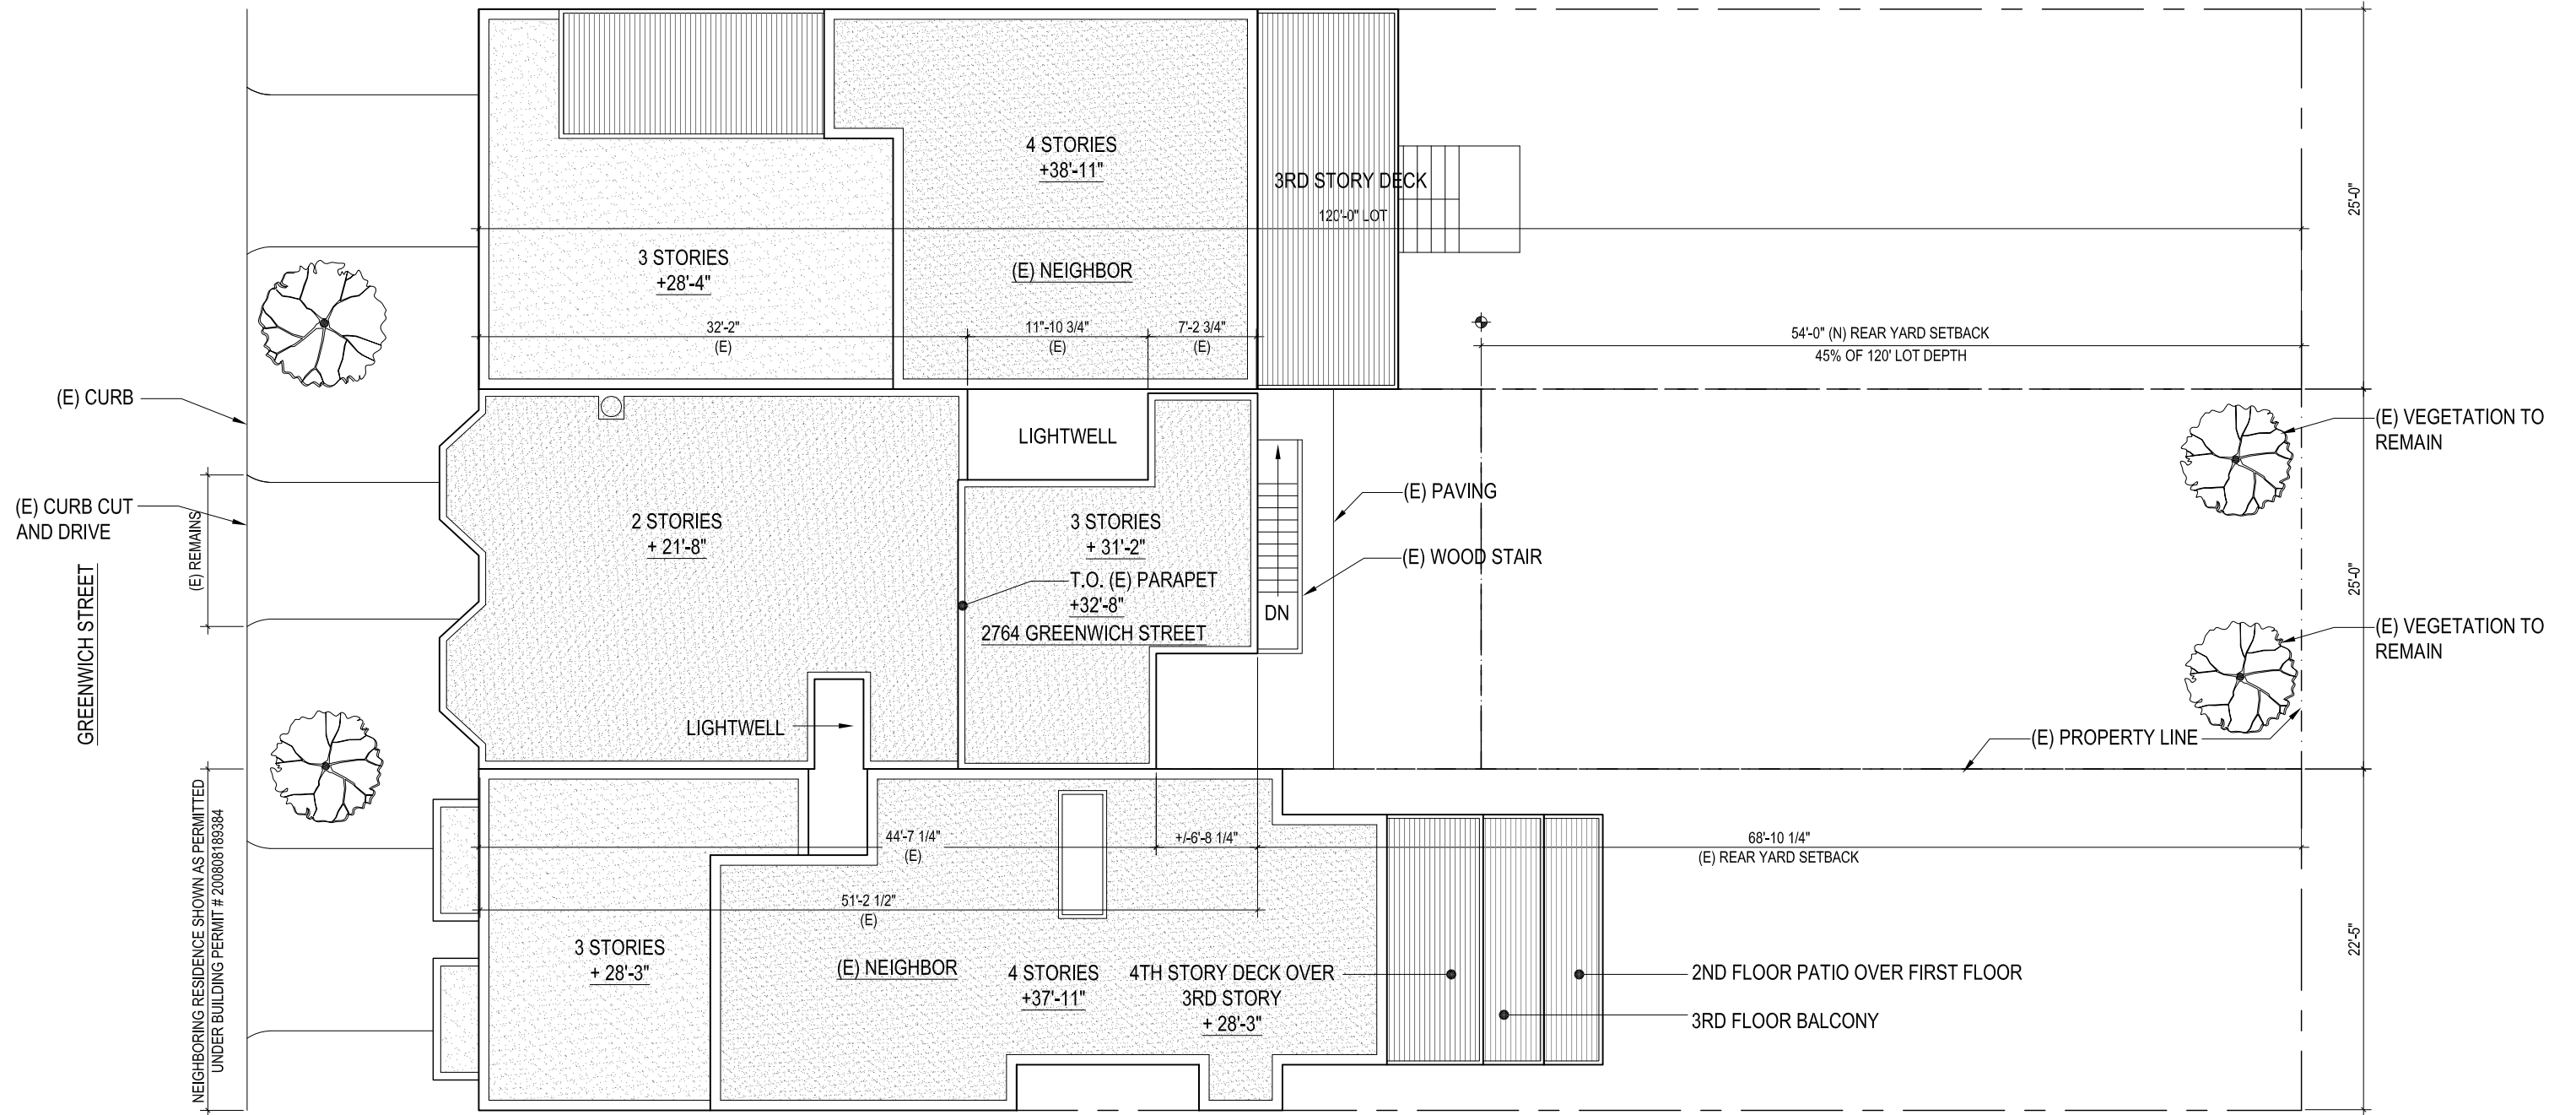 4 STORIES
+38'-11"
3RD STORY DECK
120'-0" LOT
25'-0"
3 STORIES
+28'-4"
(E) NEIGHBOR
32'-2"
(E)
11"-10 3/4"
(E)
7'-2 3/4"
(E)
54'-0" (N) REAR YARD SETBACK
45% OF 120' LOT DEPTH
(E) CURB
(E) CURB CUT
AND DRIVE
(E) REMAINS
GREENWICH STREET
LIGHTWELL
2 STORIES
+ 21'-8"
3 STORIES
+ 31'-2"
T.O. (E) PARAPET
+32'-8"
2764 GREENWICH STREET
DN
(E) PAVING
(E) WOOD STAIR
(E) VEGETATION TO
REMAIN
25'-0"
(E) VEGETATION TO
REMAIN
LIGHTWELL
(E) PROPERTY LINE
NEIGHBORING RESIDENCE SHOWN AS PERMITTED
UNDER BUILDING PERMIT # 200808189384
44'-7 1/4"
(E)
+/-6'-8 1/4"
68'-10 1/4"
(E) REAR YARD SETBACK
51'-2 1/2"
(E)
3 STORIES
+ 28'-3"
(E) NEIGHBOR
4 STORIES
+37'-11"
4TH STORY DECK OVER
3RD STORY
+ 28'-3"
2ND FLOOR PATIO OVER FIRST FLOOR
3RD FLOOR BALCONY
22'-5"